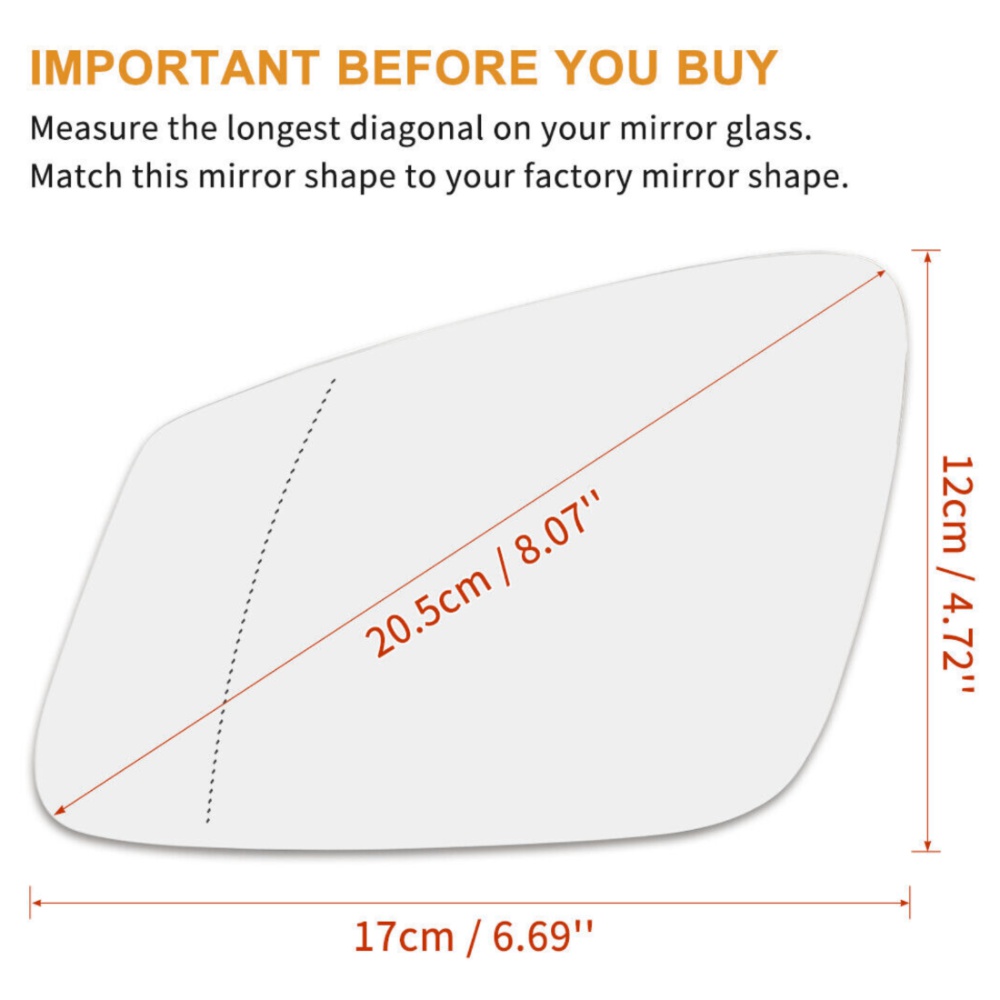 IMPORTANT BEFORE YOU BUY
Measure the longest diagonal on your mirror glass.
Match this mirror shape to your factory mirror shape.
20.5cm / 8.07''
12cm / 4.72''
17cm / 6.69''